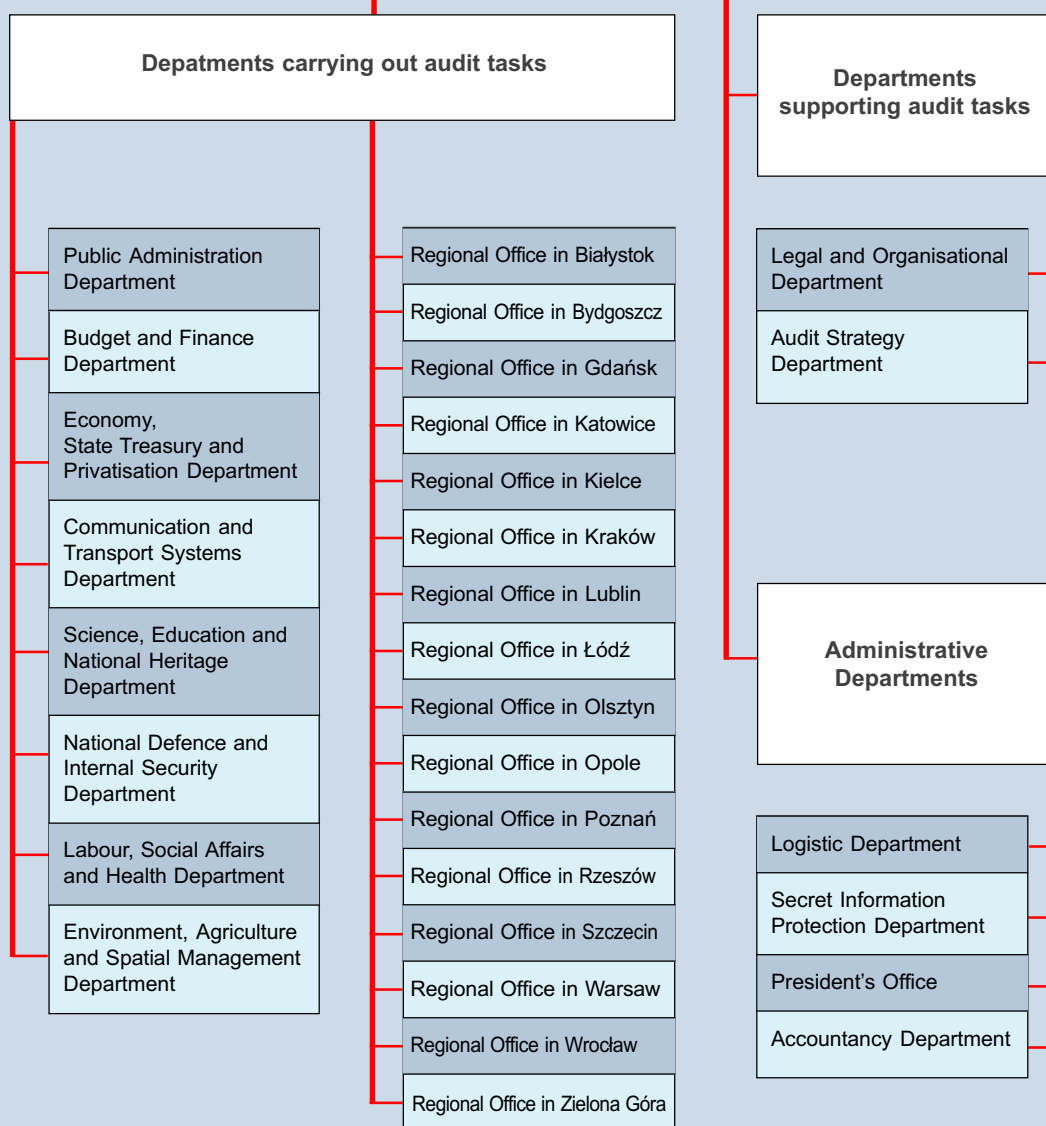 Depatments carrying out audit tasks
Public Administration
Department
Budget and Finance
Department
Economy,
State Treasury and
Privatisation Department
Communication and
Transport Systems
Department
Science, Education and
National Heritage
Department
National Defence and
Internal Security
Department
Labour, Social Affairs
and Health Department
Environment, Agriculture
and Spatial Management
Department
Regional Office in Białystok
Regional Office in Bydgoszcz
Regional Office in Gdańsk
Regional Office in Katowice
Regional Office in Kielce
Regional Office in Kraków
Regional Office in Lublin
Regional Office in Łódź
Regional Office in Olsztyn
Regional Office in Opole
Regional Office in Poznań
Regional Office in Rzeszów
Regional Office in Szczecin
Regional Office in Warsaw
Regional Office in Wrocław
Regional Office in Zielona Góra
Departments
supporting audit tasks
Legal and Organisational
Department
Audit Strategy
Department
Administrative
Departments
Logistic Department
Secret Information
Protection Department
President's Office
Accountancy Department